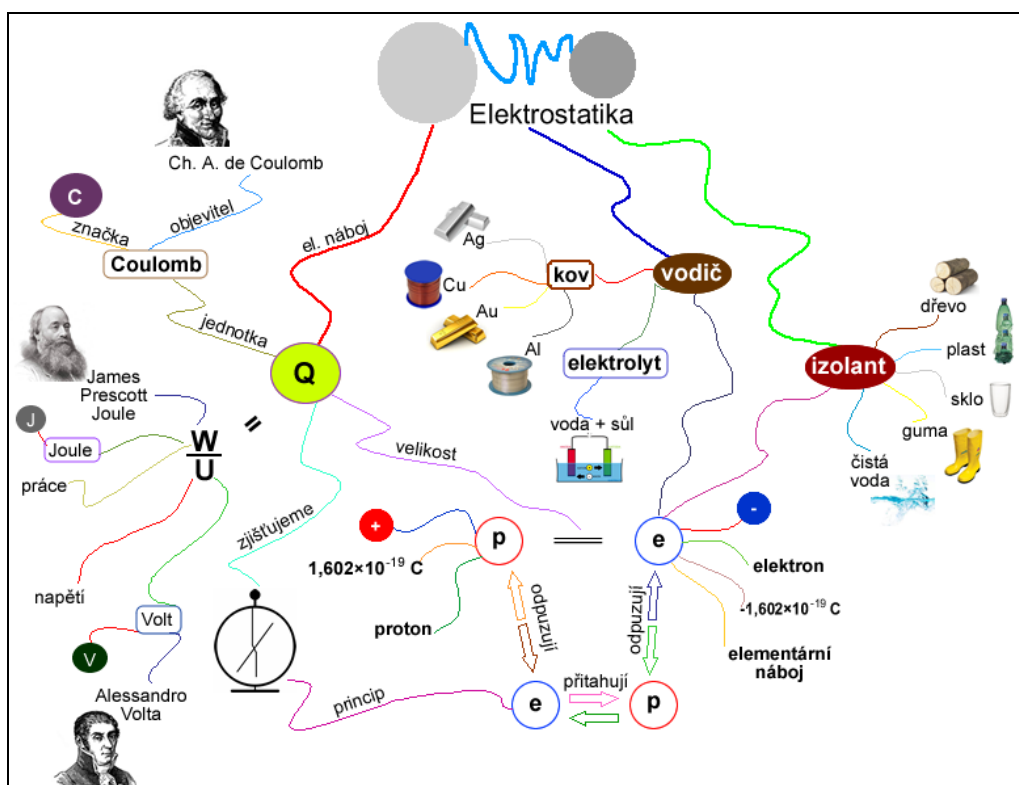 Elektrostatika
Ch. A. de Coulomb
C
značka
objevitel
Coulomb
el. náboj
jednotka
Q
James
Prescott
Joule
J
Joule
práce
=
W
U
napětí
Volt
V
Alessandro
Volta
zjišťujeme
velikost
princip
vodič
kov
Ag
Cu
Au
Al
elektrolyt
voda + sůl
izolant
dřevo
plast
sklo
guma
čistá
voda
+
p
1,602×10⁻¹⁹ C
proton
=
e
-
elektron
-1,602×10⁻¹⁹ C
elementární
náboj
odpuzují
odpuzují
e
přitahují
p